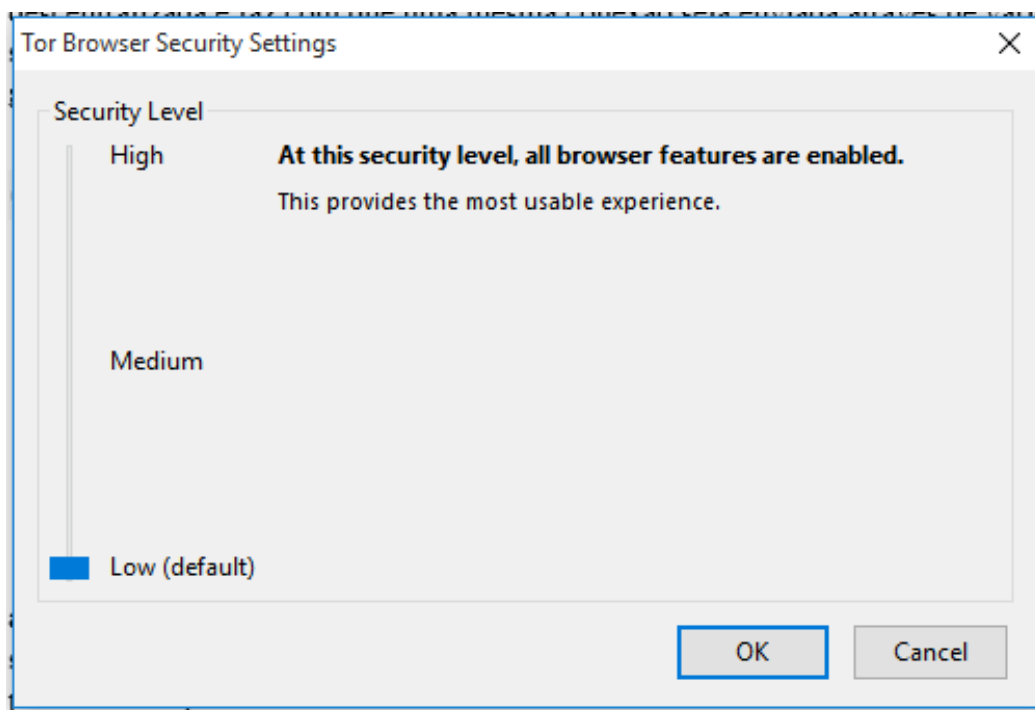 Tor Browser Security Settings
Security Level
High
At this security level, all browser features are enabled.
This provides the most usable experience.
Medium
Low (default)
OK
Cancel